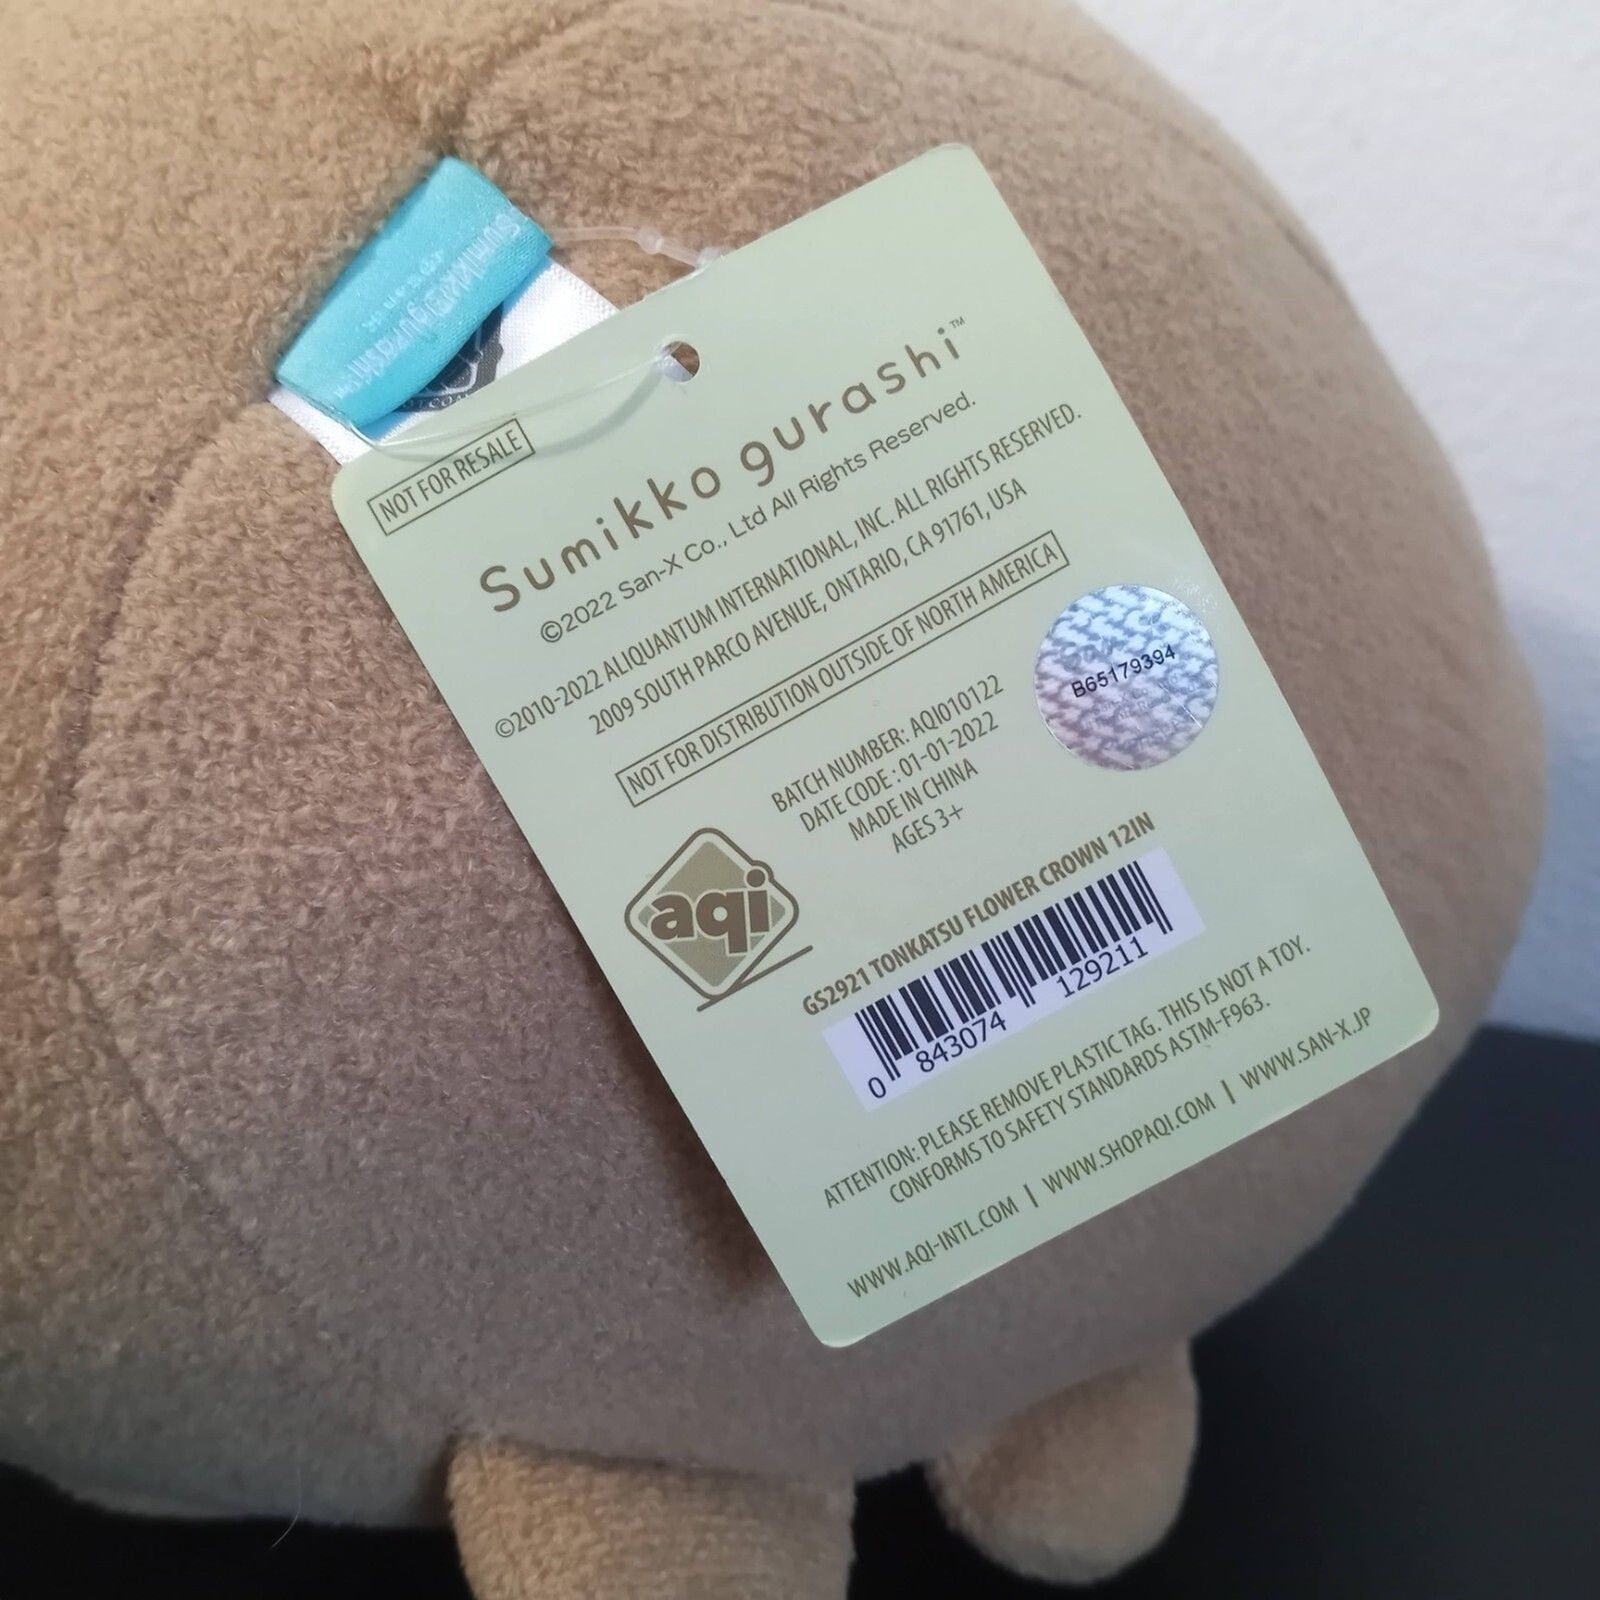 Sumikko gurashi™
NOT FOR RESALE
Sumikko gurashi™
©2022 San-X Co., Ltd All Rights Reserved.
©2010-2022 ALIQUANTUM INTERNATIONAL, INC. ALL RIGHTS RESERVED.
2009 SOUTH PARCO AVENUE, ONTARIO, CA 91761, USA
NOT FOR DISTRIBUTION OUTSIDE OF NORTH AMERICA
B65179394
BATCH NUMBER: AQI010122
DATE CODE : 01-01-2022
MADE IN CHINA
AGES 3+
aqi
GS2921 TONKATSU FLOWER CROWN 12IN
0 843074 129211
ATTENTION: PLEASE REMOVE PLASTIC TAG. THIS IS NOT A TOY.
CONFORMS TO SAFETY STANDARDS ASTM-F963.
WWW.AQI-INTL.COM | WWW.SHOPAQI.COM | WWW.SAN-X.JP